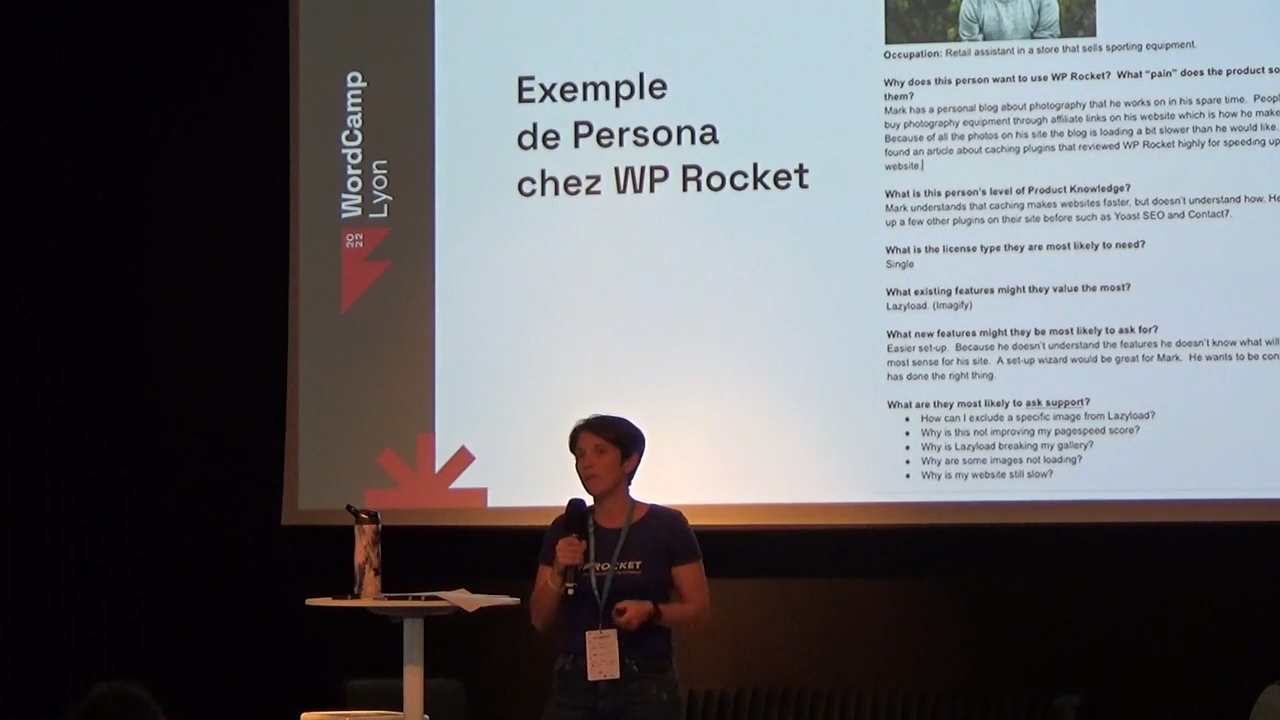 WordCamp
Lyon
20
22
Exemple
de Persona
chez WP Rocket
Occupation: Retail assistant in a store that sells sporting equipment.
Why does this person want to use WP Rocket? What "pain" does the product so
them?
Mark has a personal blog about photography that he works on in his spare time. Peopl
buy photography equipment through affiliate links on his website which is how he make
Because of all the photos on his site the blog is loading a bit slower than he would like.
found an article about caching plugins that reviewed WP Rocket highly for speeding up
website.
What is this person's level of Product Knowledge?
Mark understands that caching makes websites faster, but doesn't understand how. He
up a few other plugins on their site before such as Yoast SEO and Contact7.
What is the license type they are most likely to need?
Single
What existing features might they value the most?
Lazyload. (Imagify)
What new features might they be most likely to ask for?
Easier set-up. Because he doesn't understand the features he doesn't know what will
most sense for his site. A set-up wizard would be great for Mark. He wants to be con
has done the right thing.
What are they most likely to ask support?
• How can I exclude a specific image from Lazyload?
• Why is this not improving my pagespeed score?
• Why is Lazyload breaking my gallery?
• Why are some images not loading?
• Why is my website still slow?
ROCKET